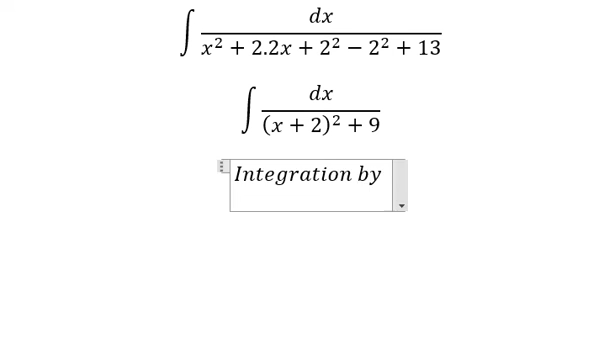 ∫ dx / (x² + 2.2x + 2² − 2² + 13)
∫ dx / ((x + 2)² + 9)
Integration by